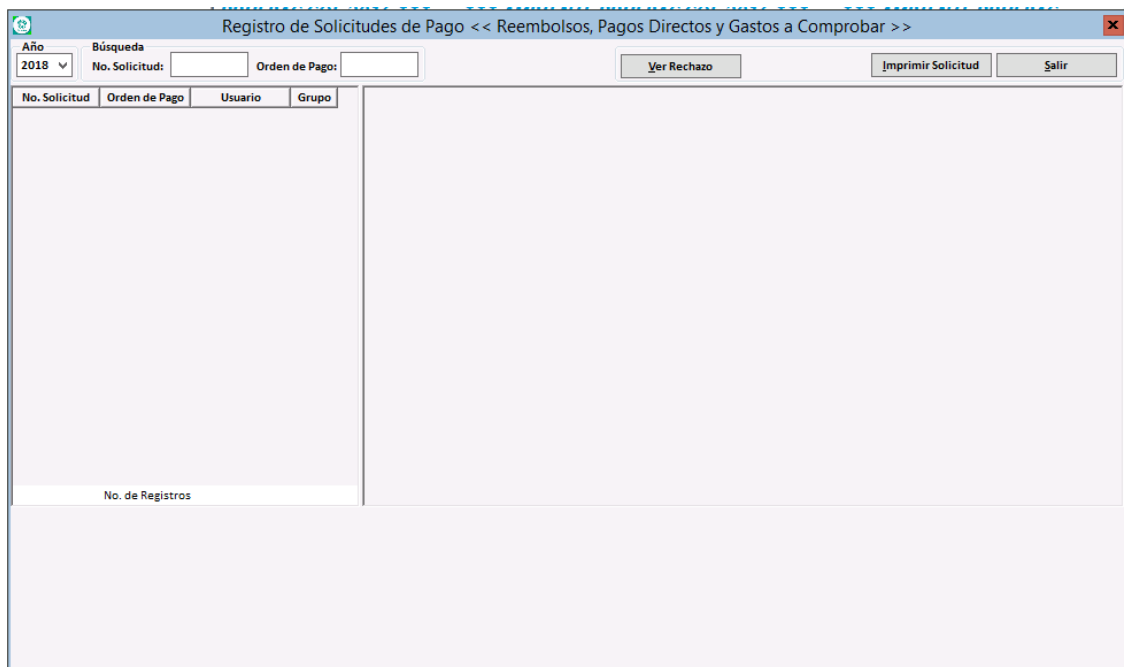 Registro de Solicitudes de Pago << Reembolsos, Pagos Directos y Gastos a Comprobar >>
Año
Búsqueda
2018
No. Solicitud:
Orden de Pago:
Ver Rechazo
Imprimir Solicitud
Salir
No. Solicitud Orden de Pago Usuario Grupo
No. de Registros